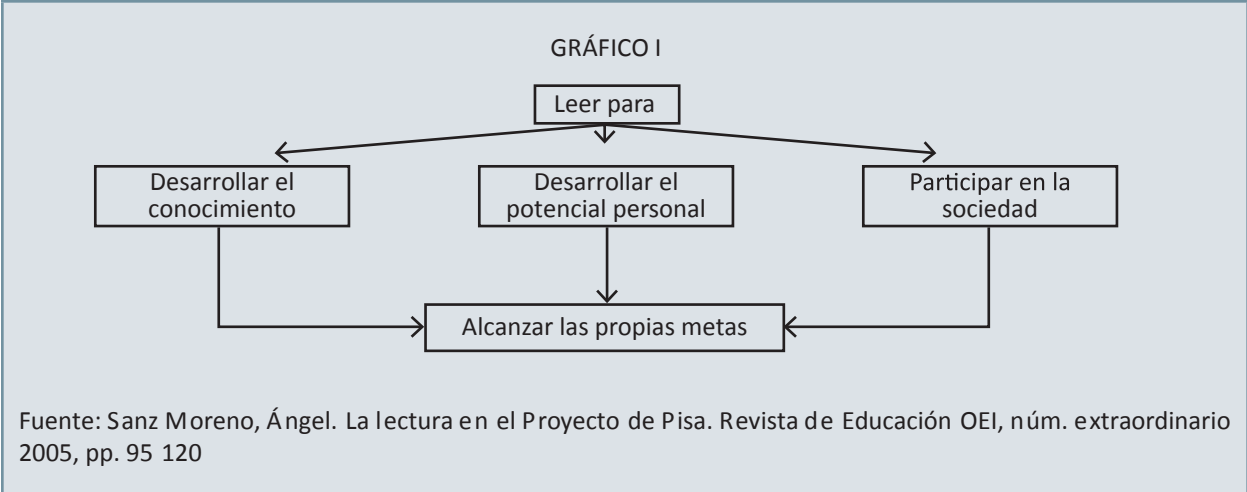 GRÁFICO I
Leer para
Desarrollar el
conocimiento
Desarrollar el
potencial personal
Participar en la
sociedad
Alcanzar las propias metas
Fuente: Sanz Moreno, Ángel. La lectura en el Proyecto de Pisa. Revista de Educación OEI, núm. extraordinario
2005, pp. 95 120